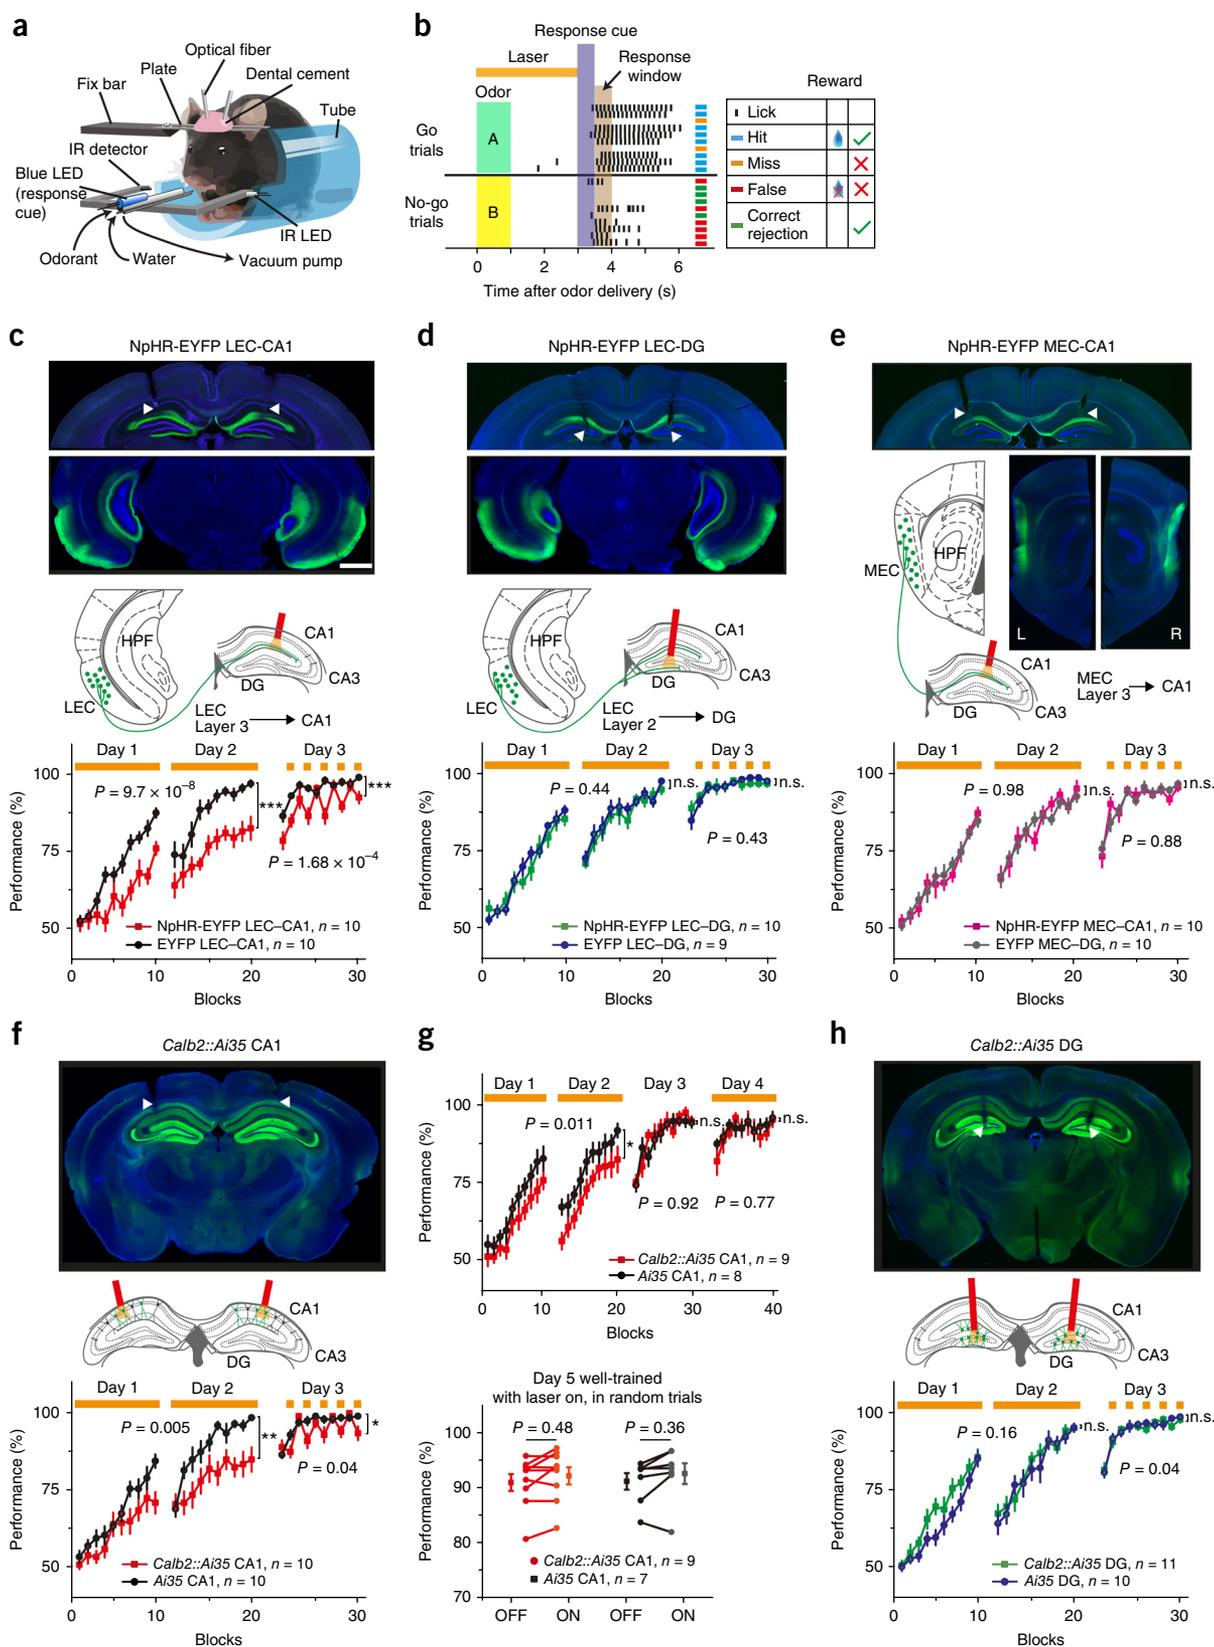 a
Optical fiber
Plate
Dental cement
Fix bar
Tube
IR detector
Blue LED
(response
cue)
IR LED
Odorant
Water
Vacuum pump
b
Response cue
Laser
Response
window
Odor
Go
trials
A
No-go
trials
B
0 2 4 6
Time after odor delivery (s)
Reward
Lick
Hit
Miss
False
Correct
rejection
c
NpHR-EYFP LEC-CA1
HPF
CA1
CA3
DG
LEC
LEC
Layer 3 → CA1
Day 1 Day 2 Day 3
P = 9.7 × 10⁻⁸
***
***
P = 1.68 × 10⁻⁴
100
75
50
Performance (%)
NpHR-EYFP LEC–CA1, n = 10
EYFP LEC–CA1, n = 10
0 10 20 30
Blocks
d
NpHR-EYFP LEC-DG
HPF
CA1
CA3
DG
LEC
LEC
Layer 2 → DG
Day 1 Day 2 Day 3
P = 0.44
n.s.
n.s.
P = 0.43
100
75
50
Performance (%)
NpHR-EYFP LEC–DG, n = 10
EYFP LEC–DG, n = 9
0 10 20 30
Blocks
e
NpHR-EYFP MEC-CA1
HPF
MEC
L
R
CA1
DG
CA3
MEC
Layer 3 → CA1
Day 1 Day 2 Day 3
P = 0.98
n.s.
n.s.
P = 0.88
100
75
50
Performance (%)
NpHR-EYFP MEC–CA1, n = 10
EYFP MEC–DG, n = 10
0 10 20 30
Blocks
f
Calb2::Ai35 CA1
CA1
DG
CA3
Day 1 Day 2 Day 3
P = 0.005
**
*
P = 0.04
100
75
50
Performance (%)
Calb2::Ai35 CA1, n = 10
Ai35 CA1, n = 10
0 10 20 30
Blocks
g
Day 1 Day 2 Day 3 Day 4
P = 0.011
*
n.s.
n.s.
P = 0.92
P = 0.77
100
75
50
Performance (%)
Calb2::Ai35 CA1, n = 9
Ai35 CA1, n = 8
0 10 20 30 40
Blocks
Day 5 well-trained
with laser on, in random trials
P = 0.48
P = 0.36
100
90
80
70
Performance (%)
Calb2::Ai35 CA1, n = 9
Ai35 CA1, n = 7
OFF ON OFF ON
h
Calb2::Ai35 DG
CA1
DG
CA3
Day 1 Day 2 Day 3
P = 0.16
n.s.
n.s.
P = 0.04
100
75
50
Performance (%)
Calb2::Ai35 DG, n = 11
Ai35 DG, n = 10
0 10 20 30
Blocks